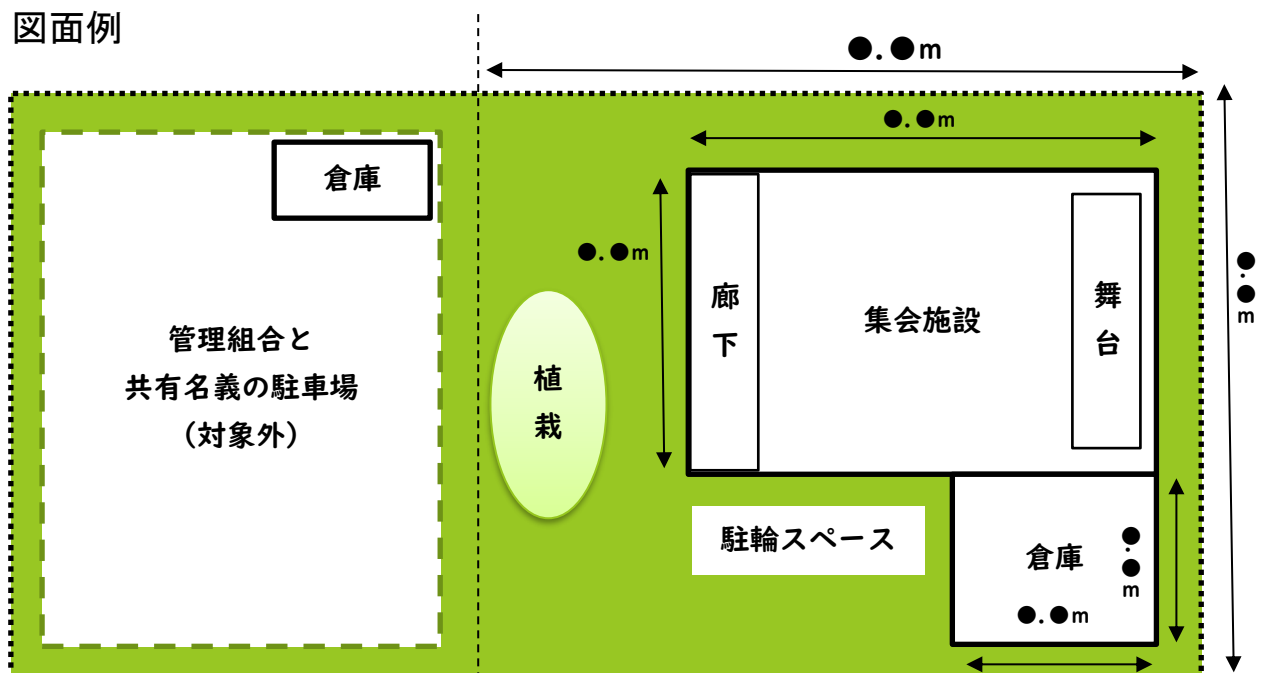 図面例
●.●m
●.●m
倉庫
●.●m
●.●m
廊下
集会施設
舞台
管理組合と
共有名義の駐車場
(対象外)
植栽
駐輪スペース
倉庫
●.●m
●.●m